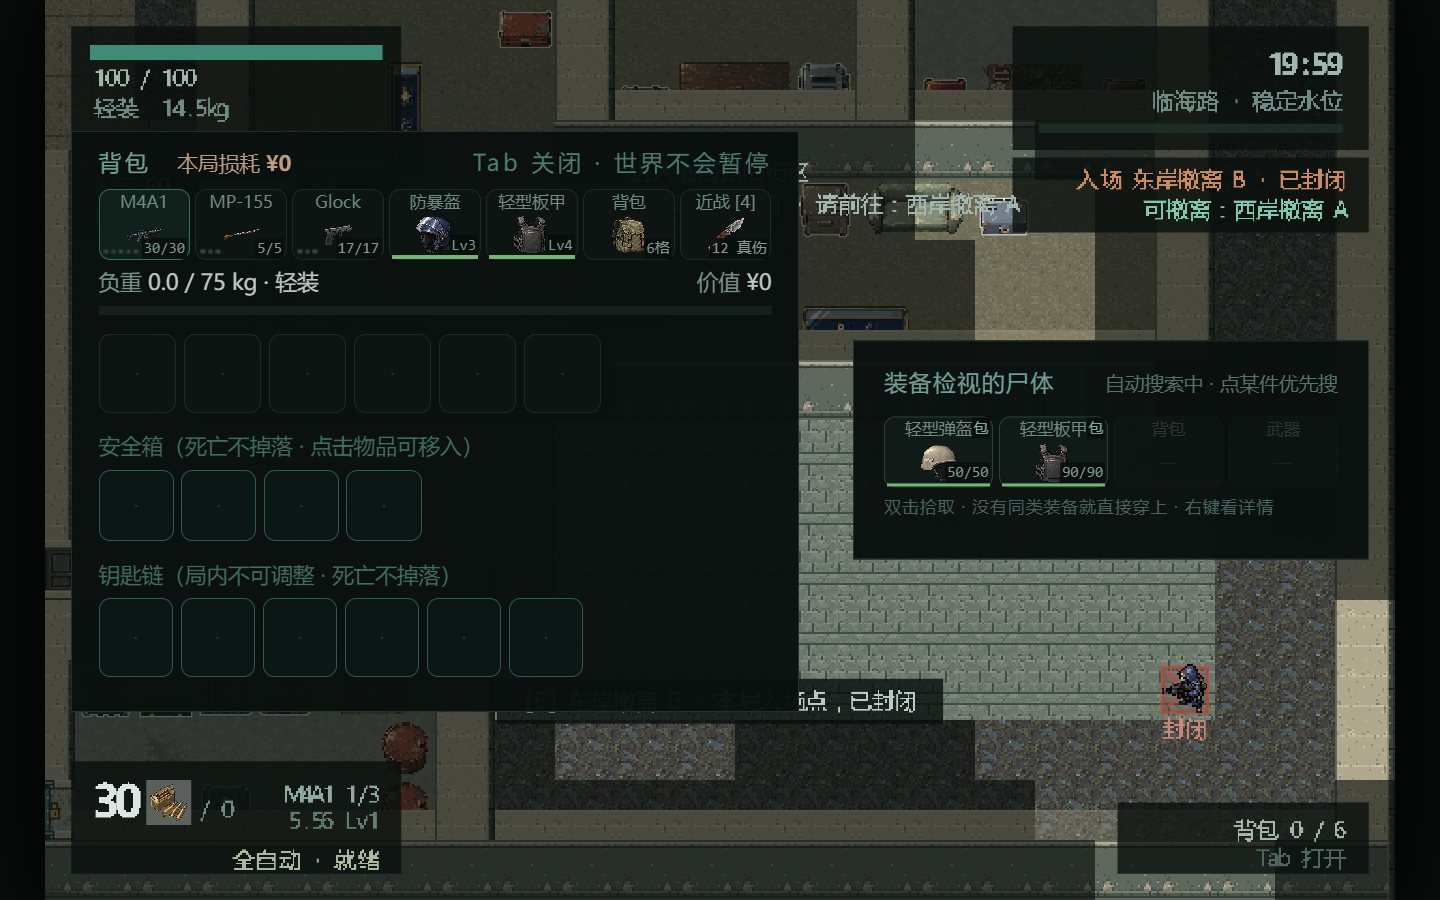 100 / 100
轻装 14.5kg
19:59
临海路 · 稳定水位
入场 东岸撤离 B · 已封闭
可撤离：西岸撤离 A
请前往：西岸撤离 A
背包 本局损耗 ¥0 Tab 关闭 · 世界不会暂停
M4A1 MP-155 Glock 防暴盔 轻型板甲 背包 近战 [4]
30/30 5/5 17/17 Lv3 Lv4 6格 12 真伤
负重 0.0 / 75 kg · 轻装 价值 ¥0
安全箱（死亡不掉落 · 点击物品可移入）
钥匙链（局内不可调整 · 死亡不掉落）
装备检视的尸体 自动搜索中 · 点某件优先搜
轻型弹盔包 轻型板甲包 背包 武器
50/50 90/90 — —
双击拾取 · 没有同类装备就直接穿上 · 右键看详情
点，已封闭
封闭
30 / 0 M4A1 1/3
5.56 Lv1
全自动 · 就绪
背包 0 / 6
Tab 打开